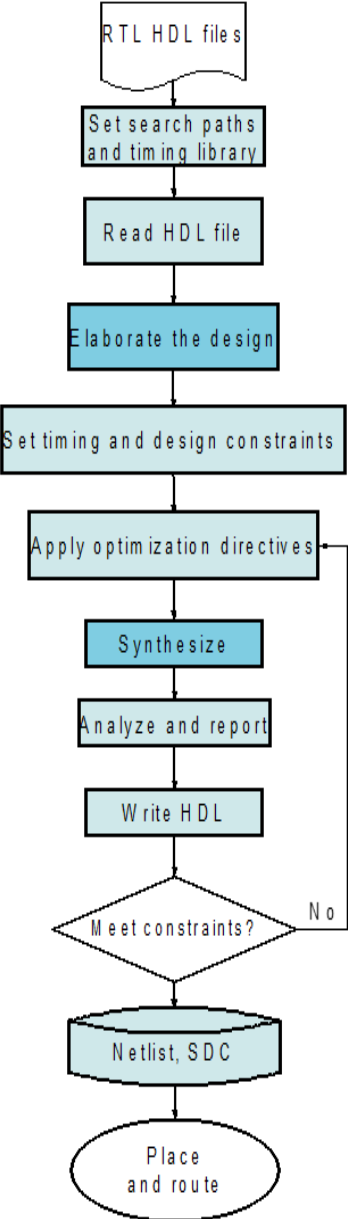 RTL HDL files
Set search paths
and timing library
Read HDL file
Elaborate the design
Set timing and design constraints
Apply optimization directives
Synthesize
Analyze and report
Write HDL
Meet constraints?
No
Netlist, SDC
Place
and route